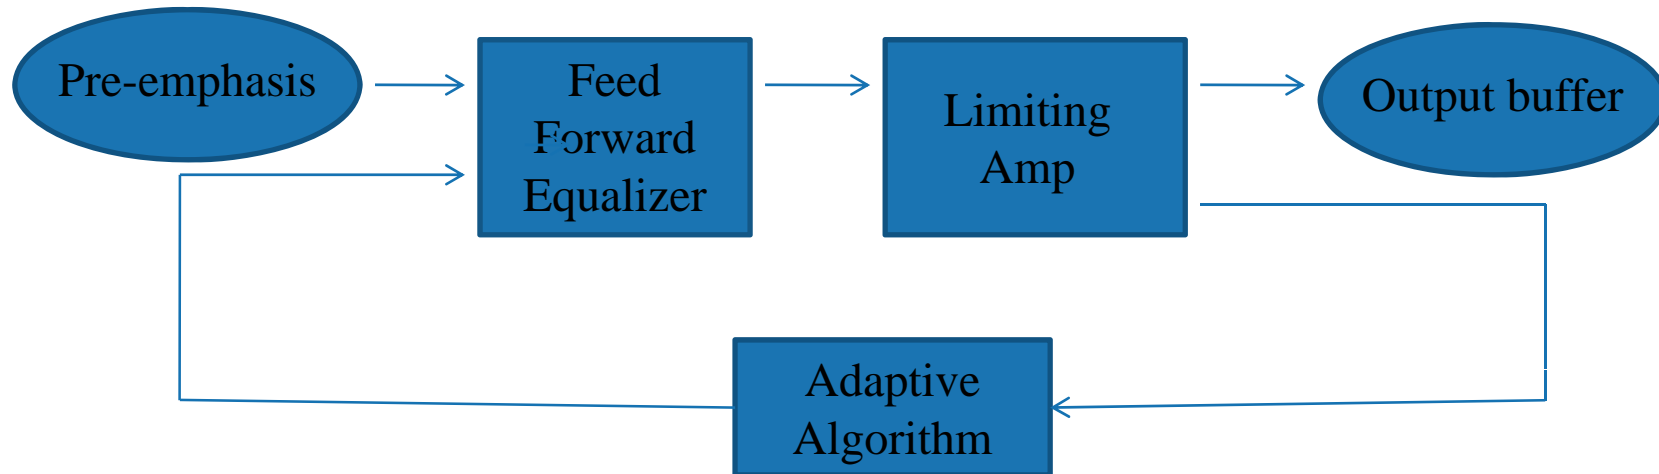 Pre-emphasis
Feed
Forward
Equalizer
Limiting
Amp
Output buffer
Adaptive
Algorithm